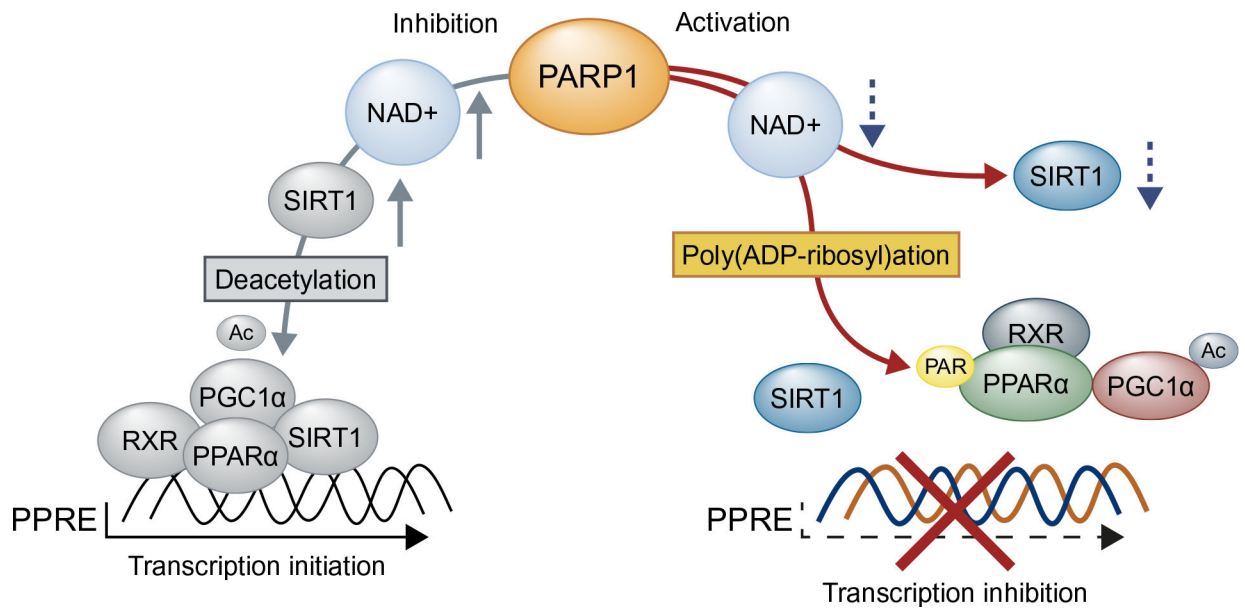 Inhibition
PARP1
Activation
NAD+
NAD+
SIRT1
SIRT1
Deacetylation
Poly(ADP-ribosyl)ation
Ac
RXR
Ac
PAR
PPARα
PGC1α
PGC1α
SIRT1
RXR
SIRT1
PPARα
PPRE
PPRE
Transcription initiation
Transcription inhibition